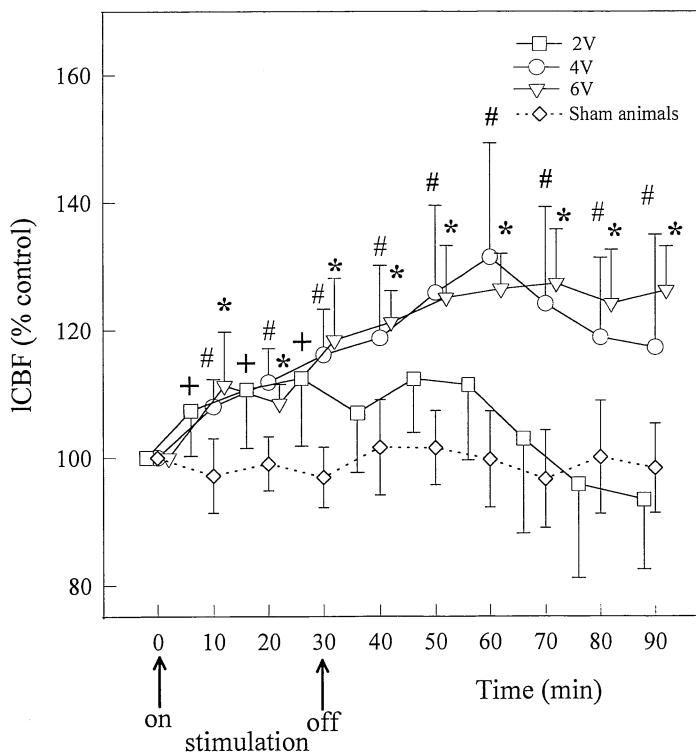 160
140
120
100
80
lCBF (% control)
2V
4V
6V
Sham animals
#
#
#
#
#
#
#
#
#
*
*
*
*
*
*
*
*
*
+
+
+
0 10 20 30 40 50 60 70 80 90
on
off
stimulation
Time (min)